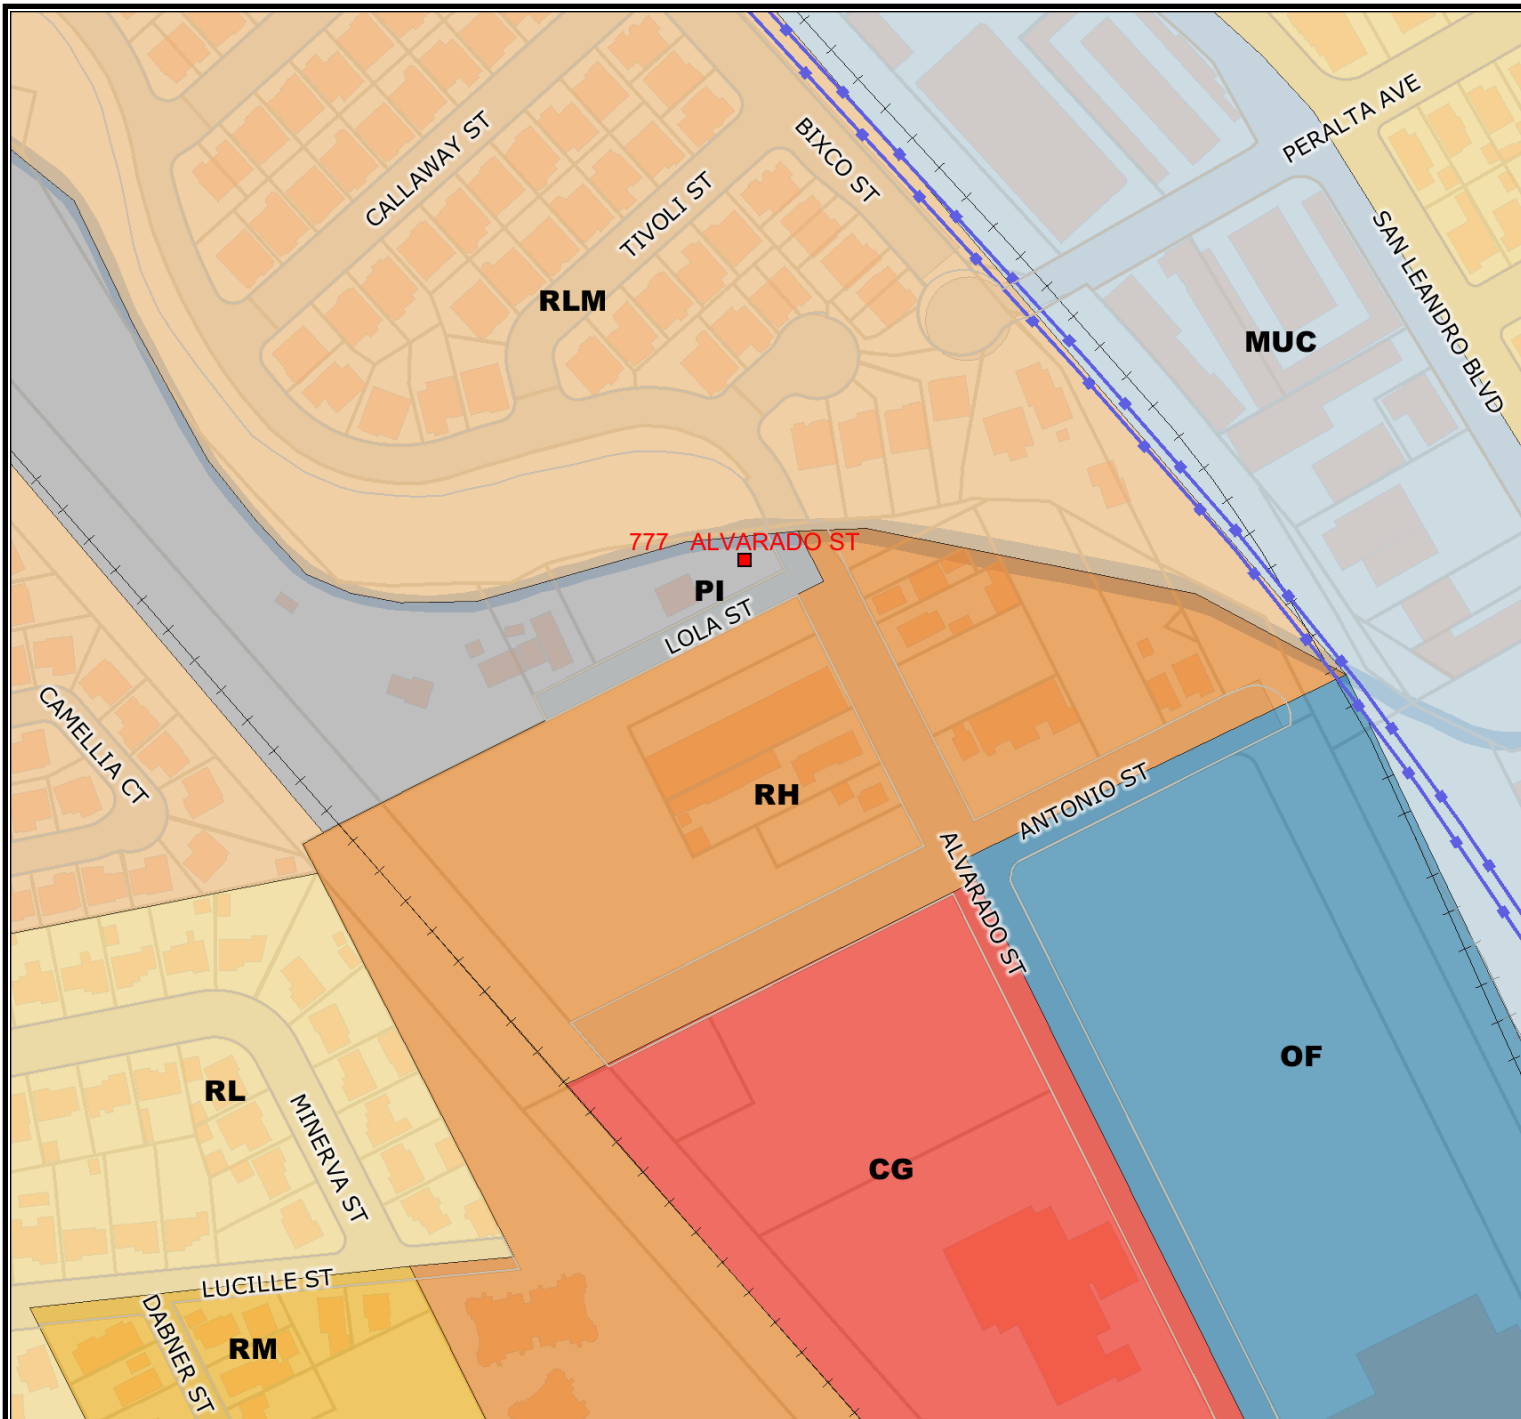 PERALTA AVE
CALLAWAY ST
BIXCO ST
TIVOLI ST
SAN LEANDRO BLVD
RLM
MUC
777 ALVARADO ST
PI
LOLA ST
CAMELLIA CT
RH
ANTONIO ST
ALVARADO ST
OF
RL
MINERVA ST
CG
LUCILLE ST
DABNER ST
RM